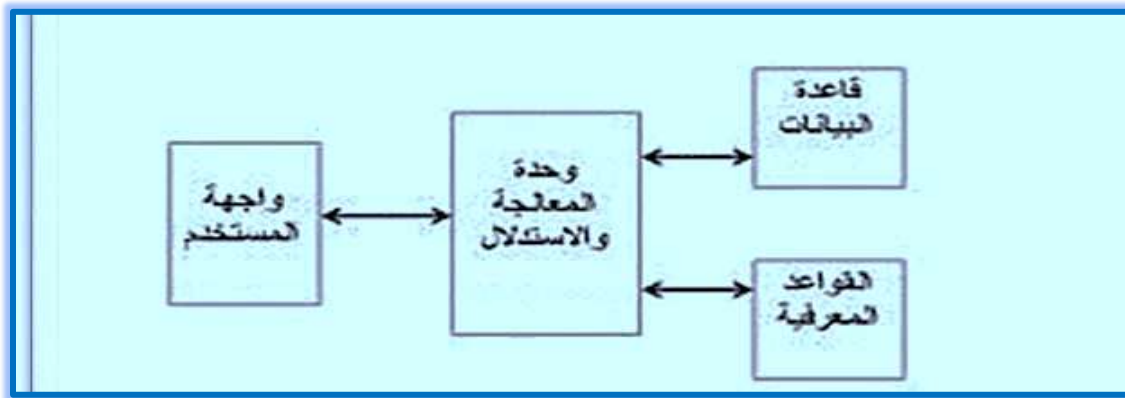 قاعدة
البيانات
وحدة
المعالجة
والاستدلال
واجهة
المستخدم
القواعد
المعرفية